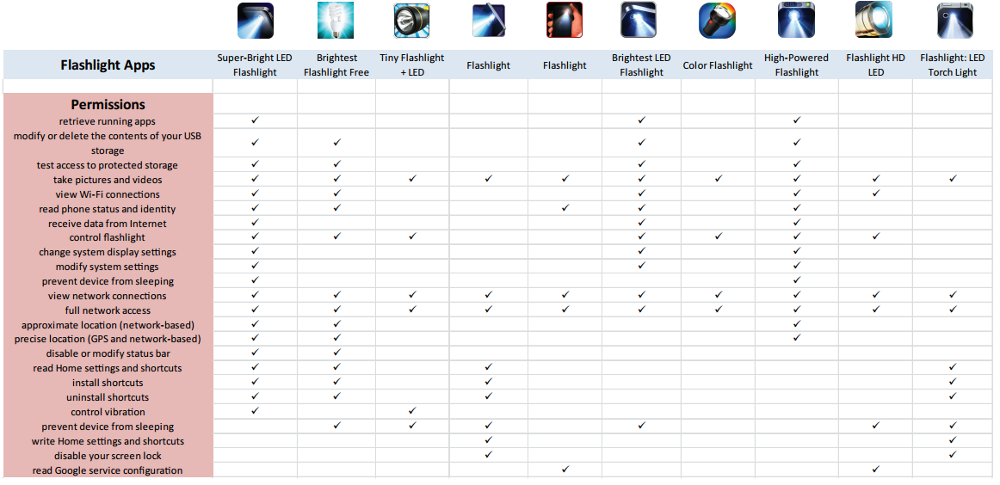 Flashlight Apps Super-Bright LED Flashlight Brightest Flashlight Free Tiny Flashlight + LED Flashlight Flashlight Brightest LED Flashlight Color Flashlight High-Powered Flashlight Flashlight HD LED Flashlight: LED Torch Light
Permissions
retrieve running apps ✓ ✓ ✓
modify or delete the contents of your USB
storage ✓ ✓ ✓ ✓
test access to protected storage ✓ ✓ ✓ ✓
take pictures and videos ✓ ✓ ✓ ✓ ✓ ✓ ✓ ✓ ✓ ✓
view Wi-Fi connections ✓ ✓ ✓ ✓ ✓
read phone status and identity ✓ ✓ ✓ ✓ ✓
receive data from Internet ✓ ✓ ✓
control flashlight ✓ ✓ ✓ ✓ ✓ ✓ ✓
change system display settings ✓ ✓ ✓
modify system settings ✓ ✓ ✓
prevent device from sleeping ✓ ✓
view network connections ✓ ✓ ✓ ✓ ✓ ✓ ✓ ✓ ✓ ✓
full network access ✓ ✓ ✓ ✓ ✓ ✓ ✓ ✓ ✓ ✓
approximate location (network-based) ✓ ✓ ✓
precise location (GPS and network-based) ✓ ✓ ✓
disable or modify status bar ✓ ✓
read Home settings and shortcuts ✓ ✓ ✓ ✓
install shortcuts ✓ ✓ ✓ ✓
uninstall shortcuts ✓ ✓ ✓ ✓
control vibration ✓ ✓
prevent device from sleeping ✓ ✓ ✓ ✓ ✓ ✓
write Home settings and shortcuts ✓ ✓
disable your screen lock ✓ ✓
read Google service configuration ✓ ✓